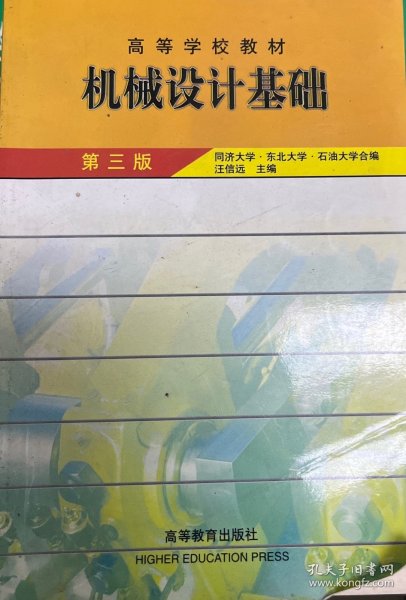 高等学校教材
机械设计基础
第三版
同济大学·东北大学·石油大学合编
汪信远 主编
高等教育出版社
HIGHER EDUCATION PRESS
孔夫子旧书网
www.kongfz.com